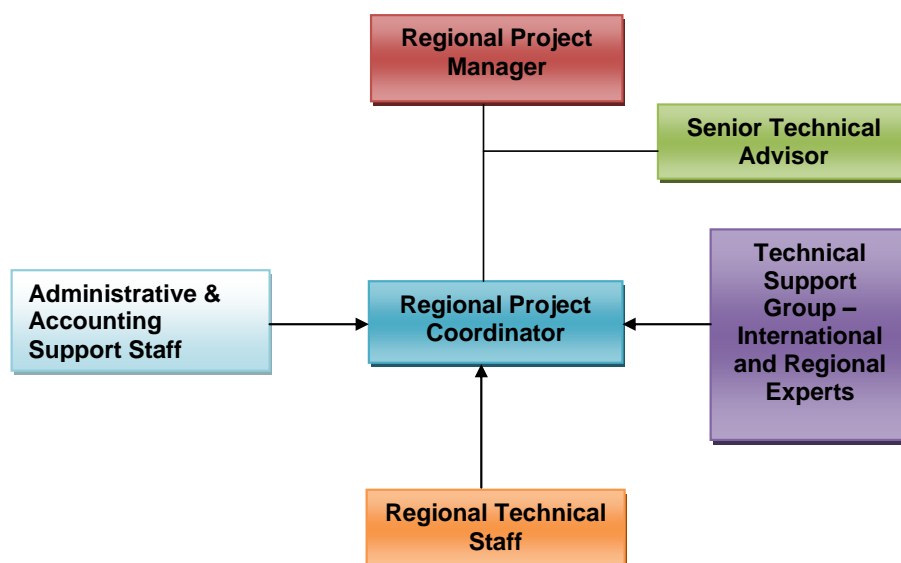 Regional Project
Manager
Senior Technical
Advisor
Administrative &
Accounting
Support Staff
Regional Project
Coordinator
Technical
Support
Group –
International
and Regional
Experts
Regional Technical
Staff